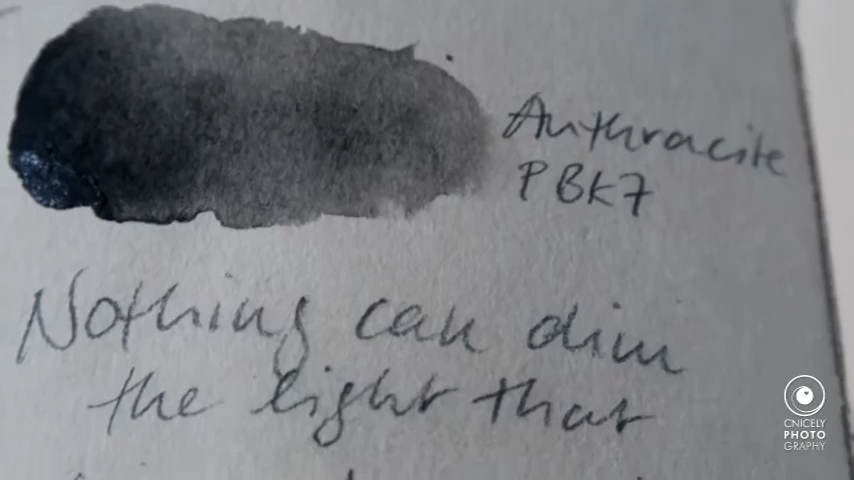 Anthracite
PBK7
Nothing can dim
the light that
CNICELY
PHOTO
GRAPHY